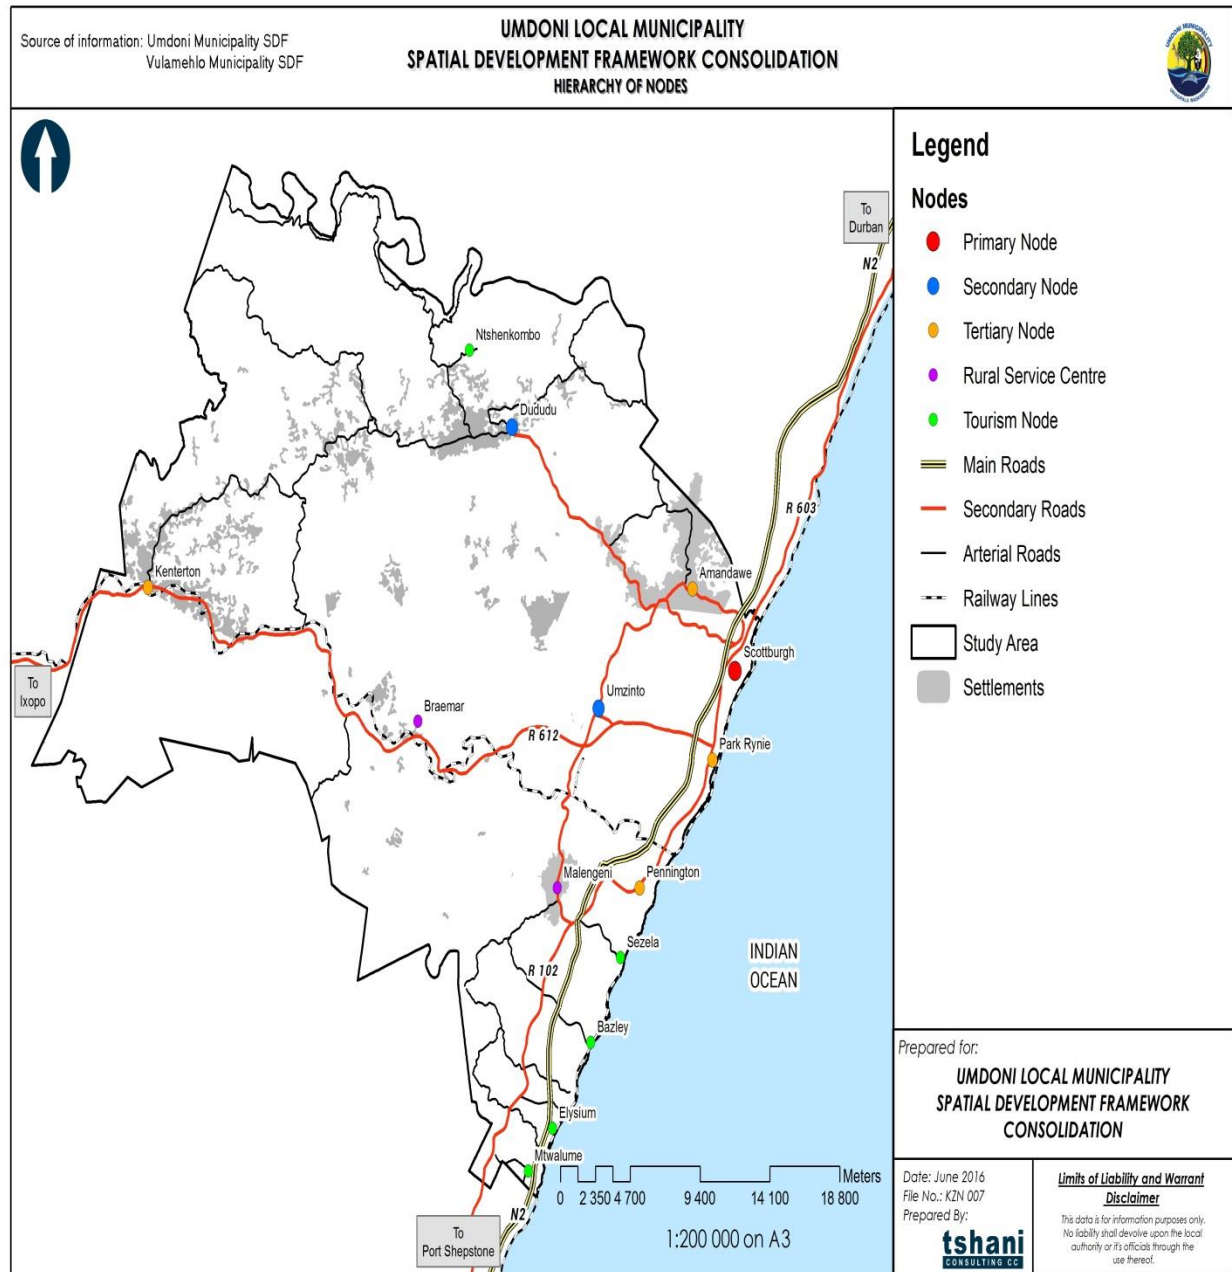 Source of information: Umdoni Municipality SDF
Vulamehlo Municipality SDF
UMDONI LOCAL MUNICIPALITY
SPATIAL DEVELOPMENT FRAMEWORK CONSOLIDATION
HIERARCHY OF NODES
UMDONI MUNICIPALITY
Legend
Nodes
Primary Node
Secondary Node
Tertiary Node
Rural Service Centre
Tourism Node
Main Roads
Secondary Roads
Arterial Roads
Railway Lines
Study Area
Settlements
To
Durban
N2
Ntshenkombo
Dududu
R 603
Kenterton
Amandawe
Scottburgh
To
Ixopo
Umzinto
Braemar
R 612
Park Rynie
Malengeni
Pennington
Sezela
INDIAN
OCEAN
R 102
Bazley
Elysium
Mtwalume
Meters
0 2 350 4 700 9 400 14 100 18 800
N2
To
Port Shepstone
1:200 000 on A3
Prepared for:
UMDONI LOCAL MUNICIPALITY
SPATIAL DEVELOPMENT FRAMEWORK
CONSOLIDATION
Date: June 2016
File No.: KZN 007
Prepared By:
tshani
CONSULTING CC
Limits of Liability and Warrant
Disclaimer
This data is for information purposes only.
No liability shall devolve upon the local
authority or it's officials through the
use thereof.